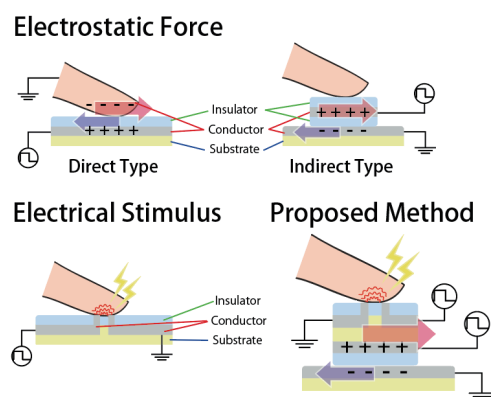 Electrostatic Force
- - - -
+ + + +
Direct Type
Insulator
Conductor
Substrate
+ + + +
- - - -
Indirect Type
Electrical Stimulus
Insulator
Conductor
Substrate
Proposed Method
+ + + +
- - - -